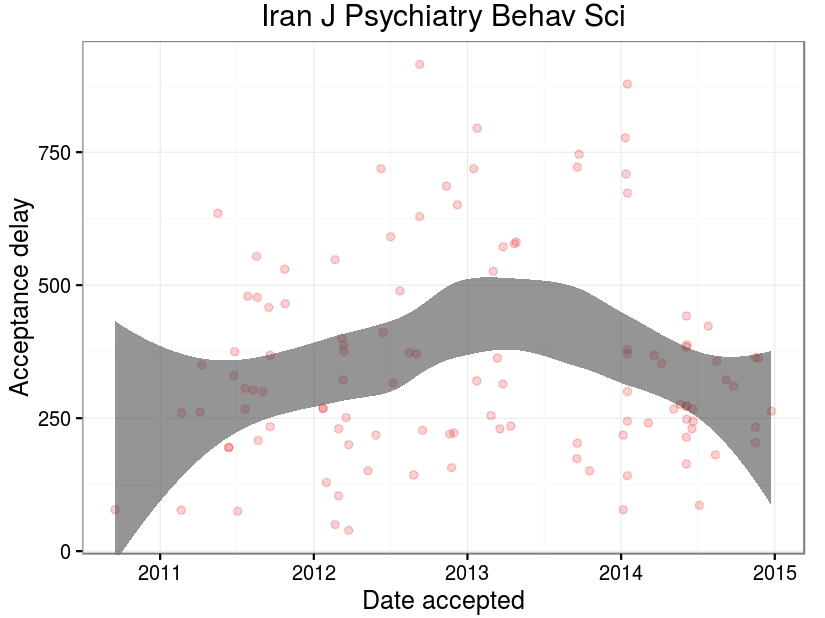 Iran J Psychiatry Behav Sci
Acceptance delay
750
500
250
0
2011 2012 2013 2014 2015
Date accepted